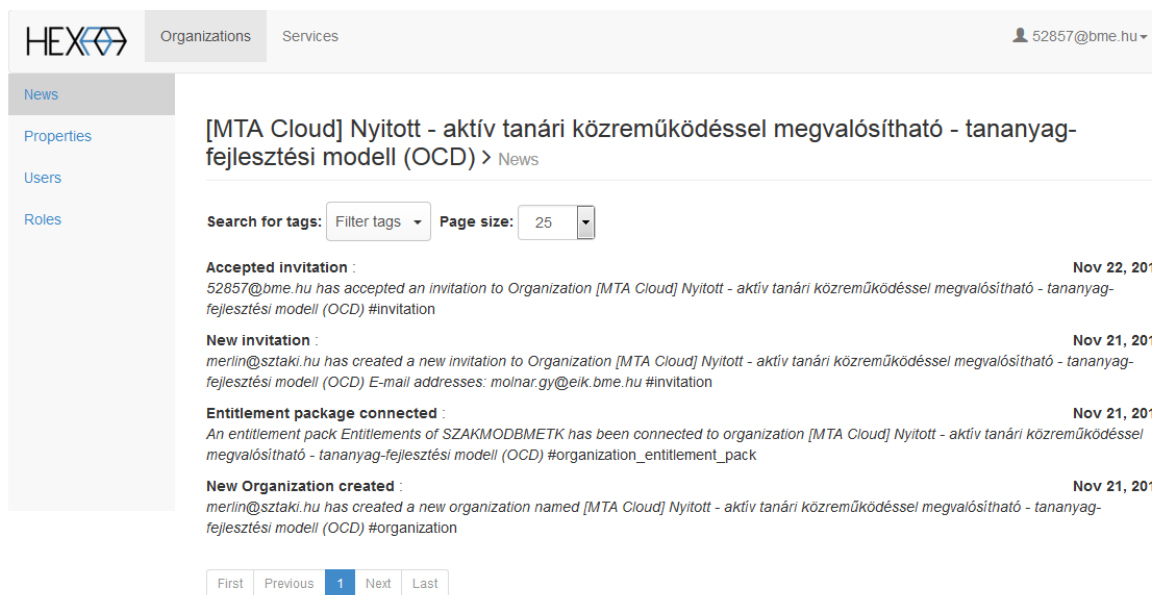 HEXAA
Organizations
Services
52857@bme.hu
News
Properties
Users
Roles
[MTA Cloud] Nyitott - aktív tanári közreműködéssel megvalósítható - tananyag-
fejlesztési modell (OCD) > News
Search for tags: Filter tags Page size: 25
Accepted invitation : Nov 22, 201
52857@bme.hu has accepted an invitation to Organization [MTA Cloud] Nyitott - aktív tanári közreműködéssel megvalósítható - tananyag-
fejlesztési modell (OCD) #invitation
New invitation : Nov 21, 201
merlin@sztaki.hu has created a new invitation to Organization [MTA Cloud] Nyitott - aktív tanári közreműködéssel megvalósítható - tananyag-
fejlesztési modell (OCD) E-mail addresses: molnar.gy@eik.bme.hu #invitation
Entitlement package connected : Nov 21, 201
An entitlement pack Entitlements of SZAKMODBMETK has been connected to organization [MTA Cloud] Nyitott - aktív tanári közreműködéssel
megvalósítható - tananyag-fejlesztési modell (OCD) #organization_entitlement_pack
New Organization created : Nov 21, 201
merlin@sztaki.hu has created a new organization named [MTA Cloud] Nyitott - aktív tanári közreműködéssel megvalósítható - tananyag-
fejlesztési modell (OCD) #organization
First Previous 1 Next Last